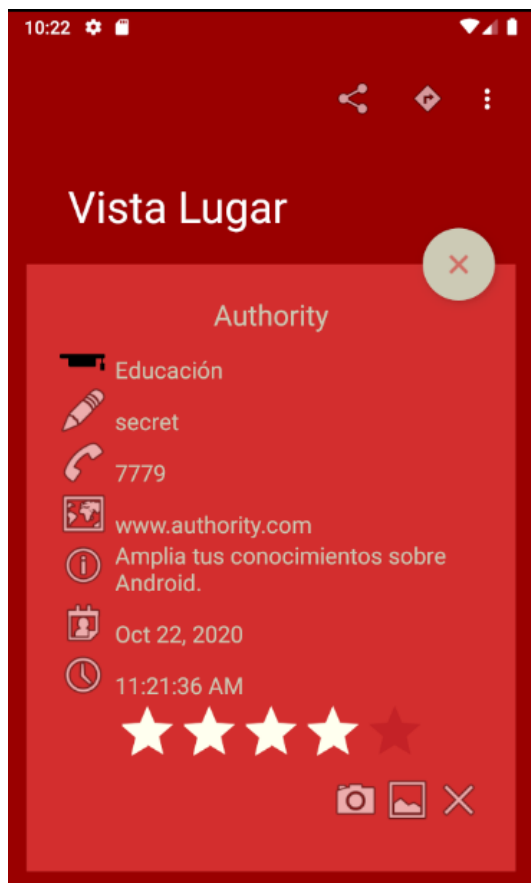 10:22
Vista Lugar
Authority
Educación
secret
7779
www.authority.com
Amplia tus conocimientos sobre
Android.
Oct 22, 2020
11:21:36 AM